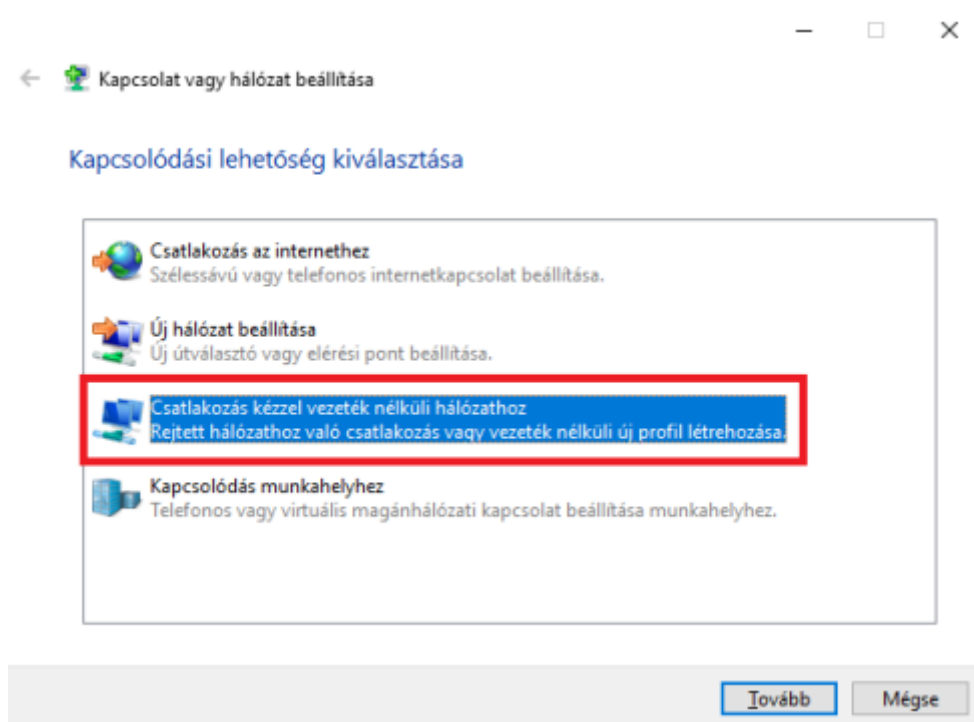 Kapcsolat vagy hálózat beállítása
Kapcsolódási lehetőség kiválasztása
Csatlakozás az internethez
Szélessávú vagy telefonos internetkapcsolat beállítása.
Új hálózat beállítása
Új útválasztó vagy elérési pont beállítása.
Csatlakozás kézzel vezeték nélküli hálózathoz
Rejtett hálózathoz való csatlakozás vagy vezeték nélküli új profil létrehozása.
Kapcsolódás munkahelyhez
Telefonos vagy virtuális magánhálózati kapcsolat beállítása munkahelyhez.
Tovább
Mégse